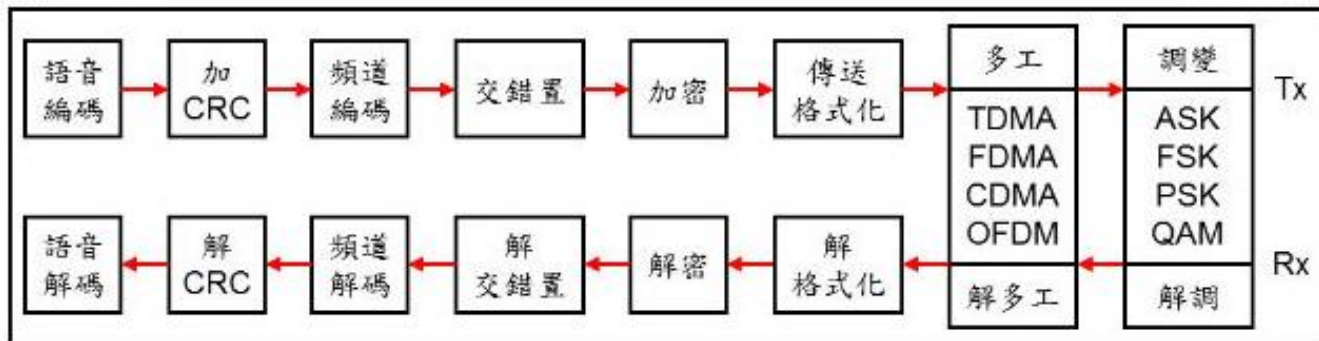 語音
編碼
加
CRC
頻道
編碼
交錯置
加密
傳送
格式化
多工
調變
Tx
TDMA
FDMA
CDMA
OFDM
ASK
FSK
PSK
QAM
語音
解碼
解
CRC
頻道
解碼
解
交錯置
解密
解
格式化
解多工
解調
Rx